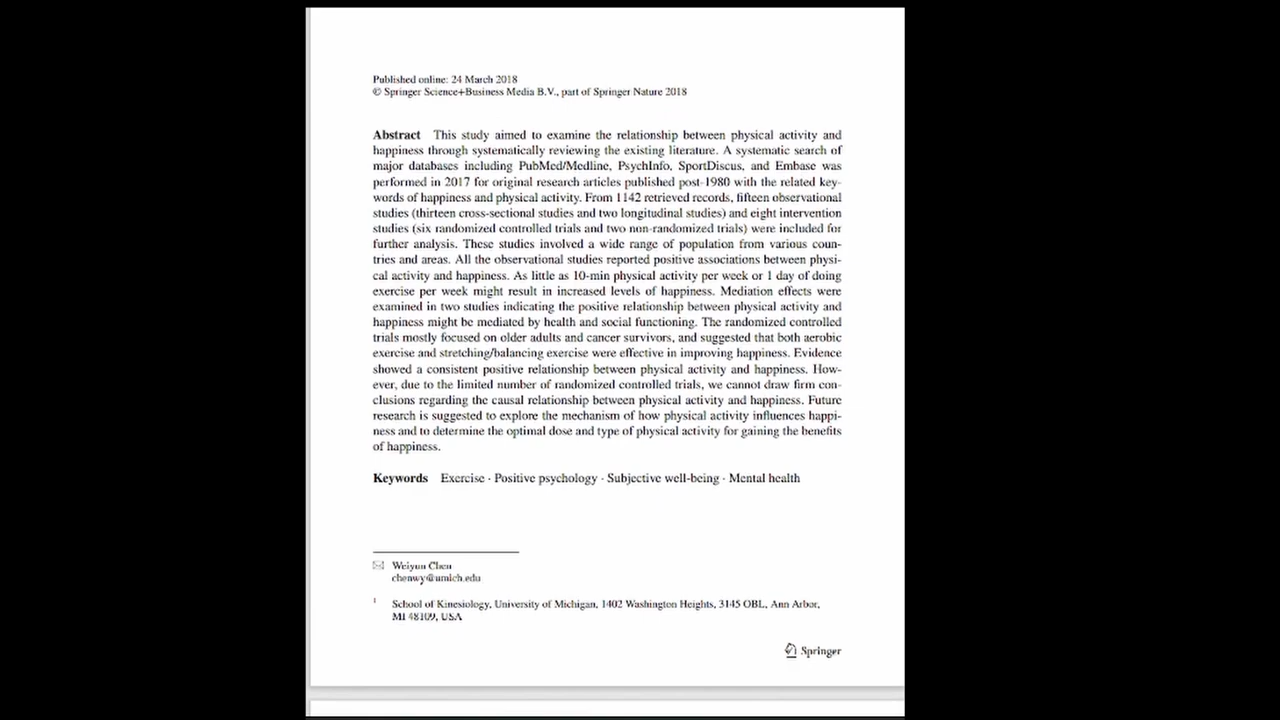 Published online: 24 March 2018
© Springer Science+Business Media B.V., part of Springer Nature 2018
Abstract This study aimed to examine the relationship between physical activity and
happiness through systematically reviewing the existing literature. A systematic search of
major databases including PubMed/Medline, PsychInfo, SportDiscus, and Embase was
performed in 2017 for original research articles published post-1980 with the related key-
words of happiness and physical activity. From 1142 retrieved records, fifteen observational
studies (thirteen cross-sectional studies and two longitudinal studies) and eight intervention
studies (six randomized controlled trials and two non-randomized trials) were included for
further analysis. These studies involved a wide range of population from various coun-
tries and areas. All the observational studies reported positive associations between physi-
cal activity and happiness. As little as 10-min physical activity per week or 1 day of doing
exercise per week might result in increased levels of happiness. Mediation effects were
examined in two studies indicating the positive relationship between physical activity and
happiness might be mediated by health and social functioning. The randomized controlled
trials mostly focused on older adults and cancer survivors, and suggested that both aerobic
exercise and stretching/balancing exercise were effective in improving happiness. Evidence
showed a consistent positive relationship between physical activity and happiness. How-
ever, due to the limited number of randomized controlled trials, we cannot draw firm con-
clusions regarding the causal relationship between physical activity and happiness. Future
research is suggested to explore the mechanism of how physical activity influences happi-
ness and to determine the optimal dose and type of physical activity for gaining the benefits
of happiness.
Keywords Exercise · Positive psychology · Subjective well-being · Mental health
Weiyun Chen
chenwy@umich.edu
1 School of Kinesiology, University of Michigan, 1402 Washington Heights, 3145 OBL, Ann Arbor,
MI 48109, USA
Springer